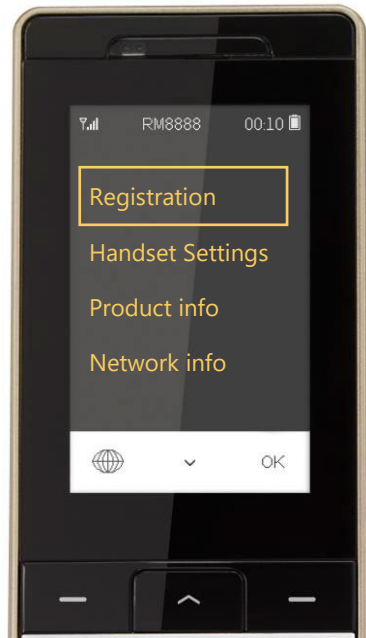 RM8888 00:10
Registration
Handset Settings
Product info
Network info
OK